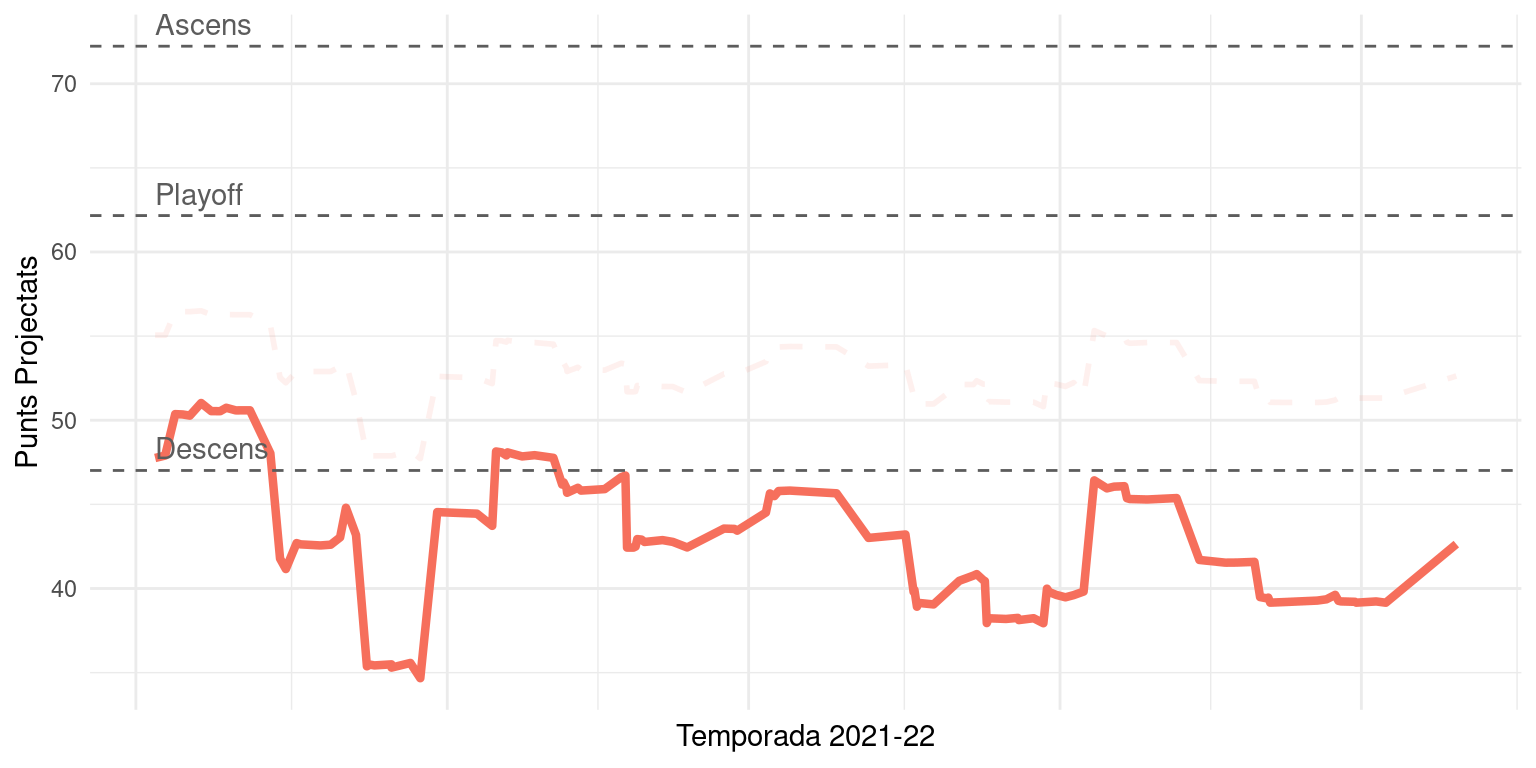 Ascens
70
Playoff
60
50
Descens
40
Punts Projectats
Temporada 2021-22